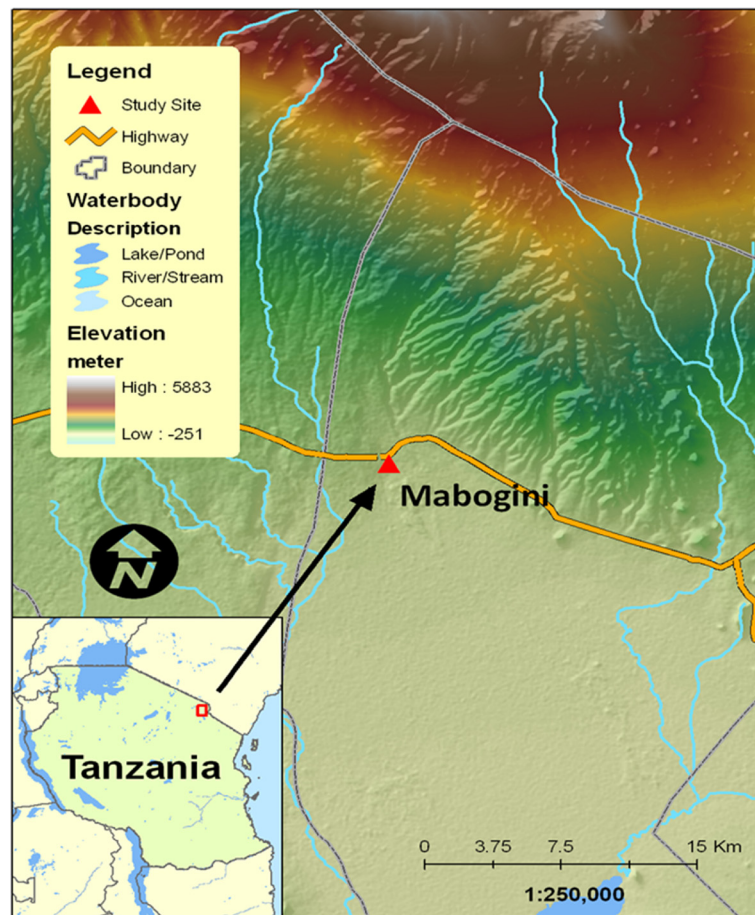 Legend
Study Site
Highway
Boundary
Waterbody
Description
Lake/Pond
River/Stream
Ocean
Elevation
meter
High : 5883
Low : -251
Mabogini
N
Tanzania
0 3.75 7.5 15 Km
1:250,000